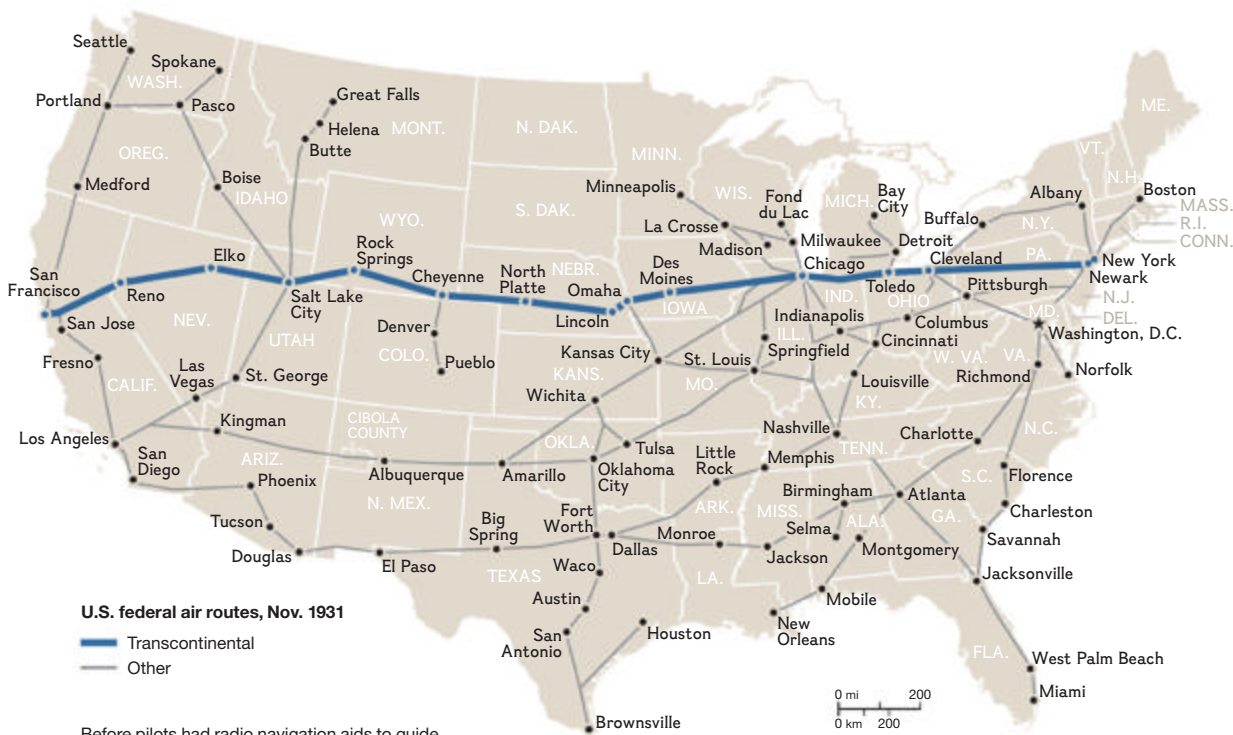 Seattle
Spokane
WASH.
Portland
Pasco
Great Falls
Helena
MONT.
Butte
N. DAK.
MINN.
ME.
OREG.
VT.
N.H.
Medford
Boise
IDAHO
Minneapolis
WIS.
Fond
du Lac
MICH.
Bay
City
Albany
Boston
MASS.
R.I.
CONN.
WYO.
S. DAK.
La Crosse
Buffalo
N.Y.
Madison
Milwaukee
Detroit
Elko
Rock
Springs
Cheyenne
North
Platte
NEBR.
Omaha
Des
Moines
Chicago
Cleveland
PA.
New York
Newark
San
Francisco
Reno
Salt Lake
City
Lincoln
IOWA
IND.
Toledo
OHIO
Pittsburgh
N.J.
DEL.
MD.
San Jose
NEV.
UTAH
Denver
COLO.
Pueblo
Indianapolis
ILL.
Columbus
Cincinnati
Washington, D.C.
Fresno
CALIF.
Las
Vegas
St. George
Kansas City
KANS.
St. Louis
MO.
Springfield
W. VA.
VA.
Richmond
Norfolk
Louisville
KY.
Wichita
Los Angeles
Kingman
CIBOLA
COUNTY
OKLA.
Tulsa
Nashville
TENN.
Charlotte
N.C.
San
Diego
ARIZ.
Phoenix
Albuquerque
N. MEX.
Amarillo
Oklahoma
City
Little
Rock
ARK.
Memphis
Birmingham
Atlanta
S.C.
Florence
Charleston
Tucson
Douglas
El Paso
Big
Spring
Fort
Worth
Dallas
Monroe
MISS.
Jackson
Selma
ALA.
Montgomery
GA.
Savannah
TEXAS
Waco
LA.
Jacksonville
Austin
Mobile
San
Antonio
Houston
New
Orleans
FLA.
West Palm Beach
Miami
Brownsville
U.S. federal air routes, Nov. 1931
Transcontinental
Other
0 mi 200
0 km 200
Before pilots had radio navigation aids to guide